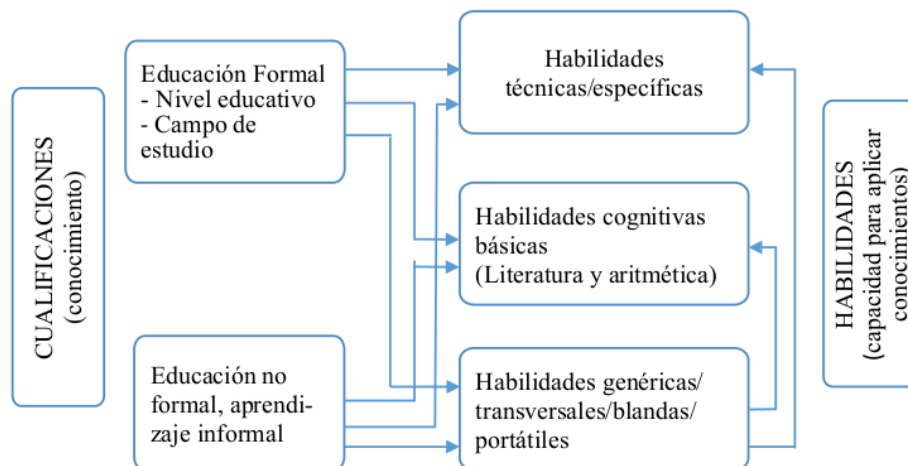 CUALIFICACIONES
(conocimiento)
Educación Formal
- Nivel educativo
- Campo de
estudio
Educación no
formal, aprendi-
zaje informal
Habilidades
técnicas/específicas
Habilidades cognitivas
básicas
(Literatura y aritmética)
Habilidades genéricas/
transversales/blandas/
portátiles
HABILIDADES
(capacidad para aplicar
conocimientos)